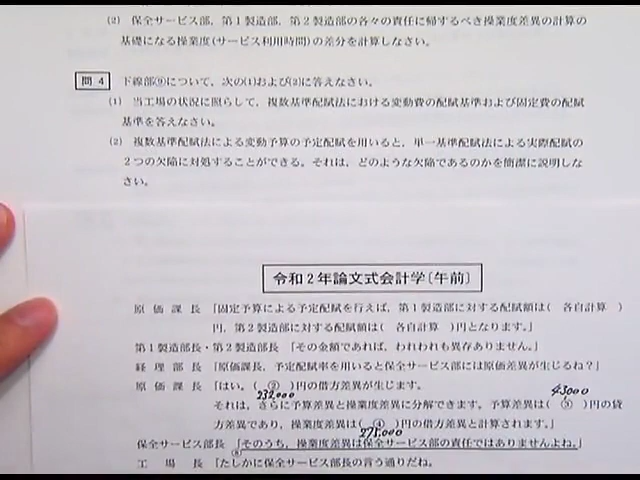 (2) 保全サービス部，第1製造部，第2製造部の各々の責任に帰するべき操業度差異の計算の
基礎になる操業度(サービス利用時間)の差分を計算しなさい。
問4 下線部⑨について，次の(1)および(2)に答えなさい。
(1) 当工場の状況に照らして，複数基準配賦法における変動費の配賦基準および固定費の配賦
基準を答えなさい。
(2) 複数基準配賦法による変動予算の予定配賦を用いると，単一基準配賦法による実際配賦の
2つの欠陥に対処することができる。それは，どのような欠陥であるのかを簡潔に説明しな
さい。
令和2年論文式会計学〔午前〕
原価課長「固定予算による予定配賦を行えば，第1製造部に対する配賦額は( 各自計算 )
円，第2製造部に対する配賦額は( 各自計算 )円となります。」
第1製造部長・第2製造部長「その金額であれば，われわれも異存ありません。」
経理部長「原価課長，予定配賦率を用いると保全サービス部には原価差異が生じるね？」
原価課長「はい。( ② )円の借方差異が生じます。
232,000 43000
それは，さらに予算差異と操業度差異に分解できます。予算差異は( ③ )円の貸
方差異であり，操業度差異は( ④ )円の借方差異と計算されます。」
275,000
保全サービス部長「そのうち，操業度差異は保全サービス部の責任ではありませんよね。」
工場長「たしかに保全サービス部長の言う通りだね。